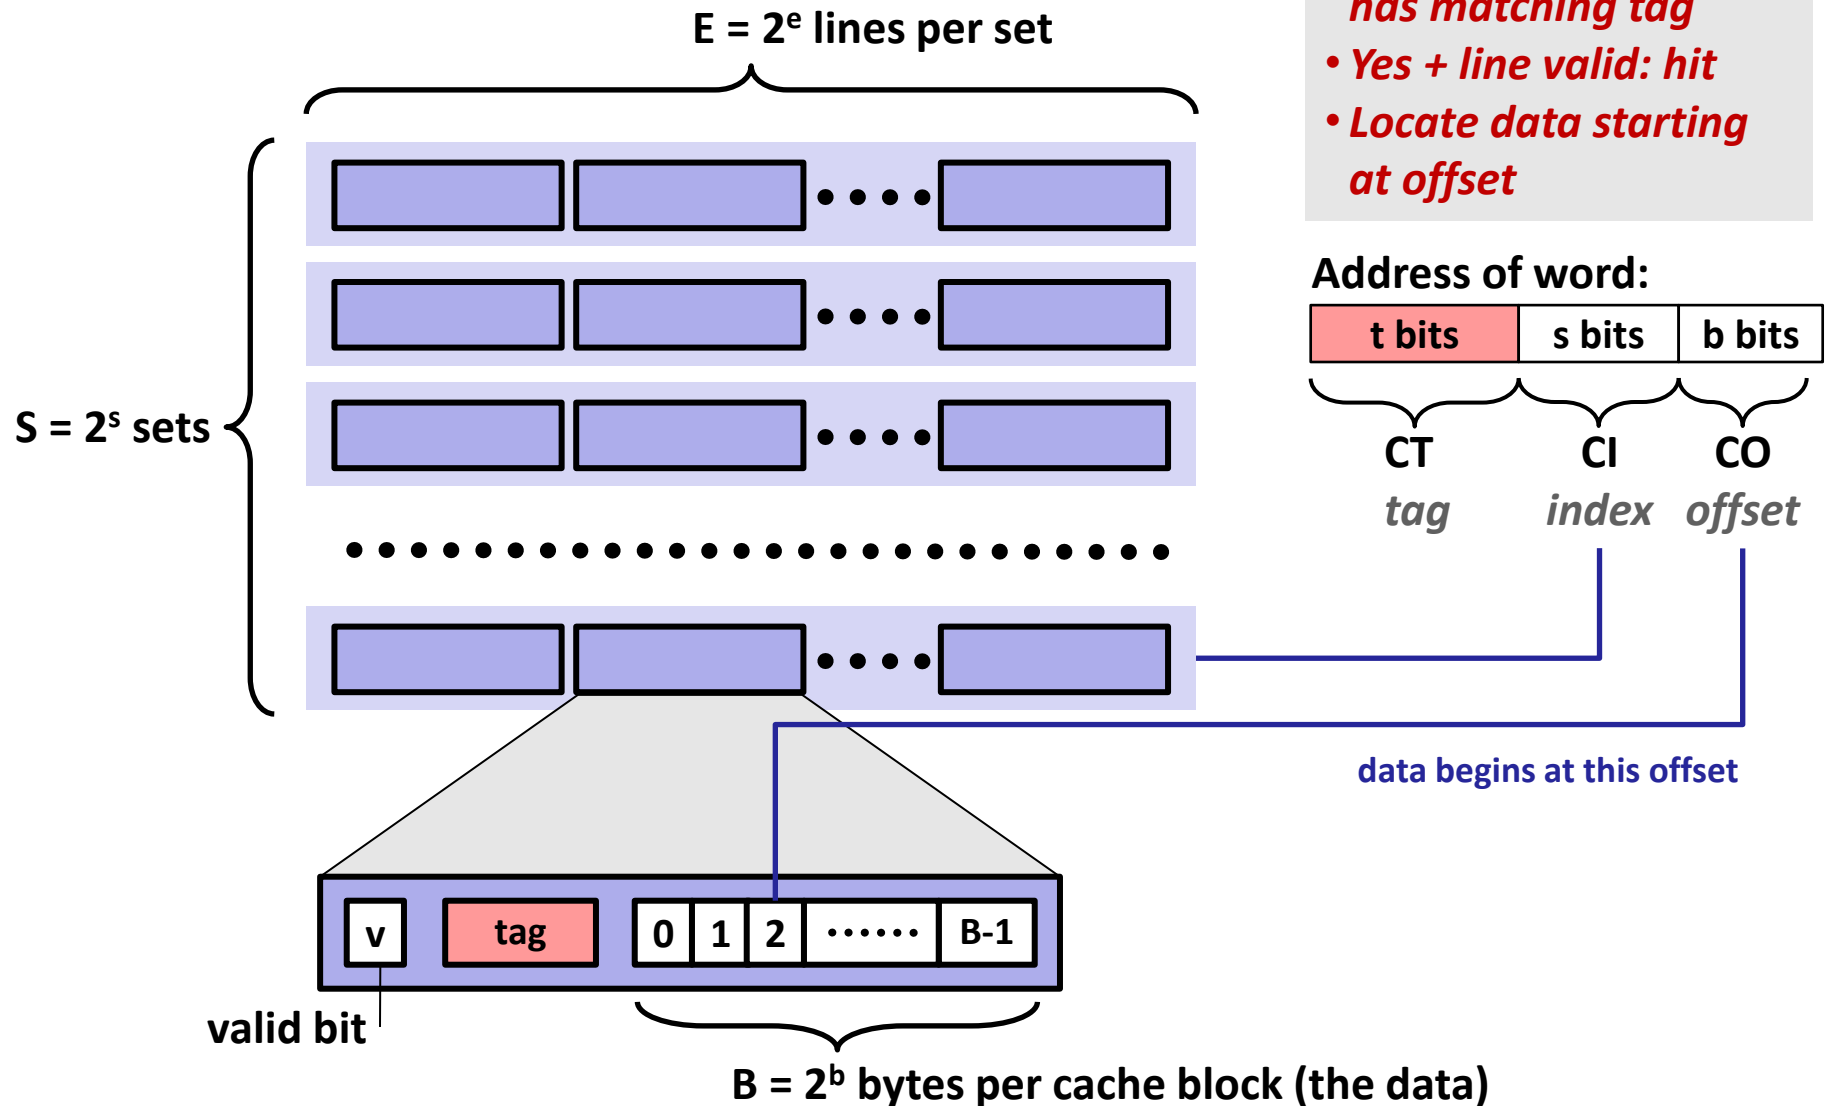 E = 2ᵉ lines per set
has matching tag
• Yes + line valid: hit
• Locate data starting
at offset
Address of word:
t bits s bits b bits
S = 2ˢ sets
CT CI CO
tag index offset
data begins at this offset
v tag 0 1 2 •••••• B-1
valid bit
B = 2ᵇ bytes per cache block (the data)